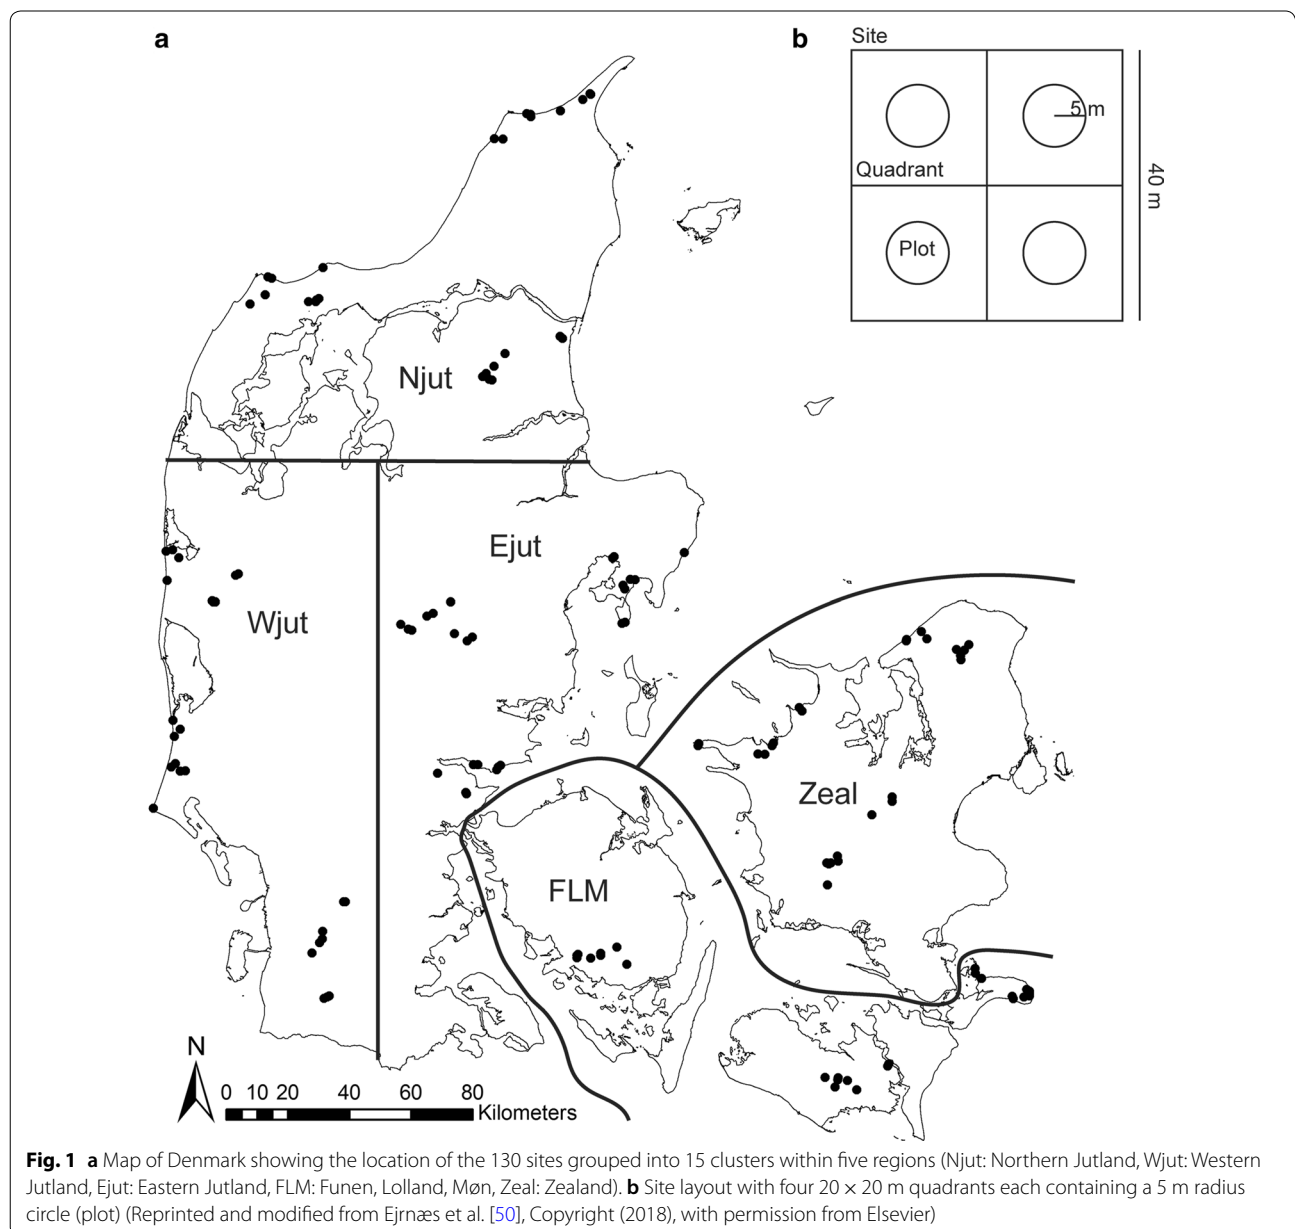 a
b
Site
5 m
Quadrant
Plot
40 m
Njut
Ejut
Wjut
Zeal
FLM
N
0 10 20 40 60 80
Kilometers
Fig. 1 a Map of Denmark showing the location of the 130 sites grouped into 15 clusters within five regions (Njut: Northern Jutland, Wjut: Western
Jutland, Ejut: Eastern Jutland, FLM: Funen, Lolland, Møn, Zeal: Zealand). b Site layout with four 20 × 20 m quadrants each containing a 5 m radius
circle (plot) (Reprinted and modified from Ejrnæs et al. [50], Copyright (2018), with permission from Elsevier)